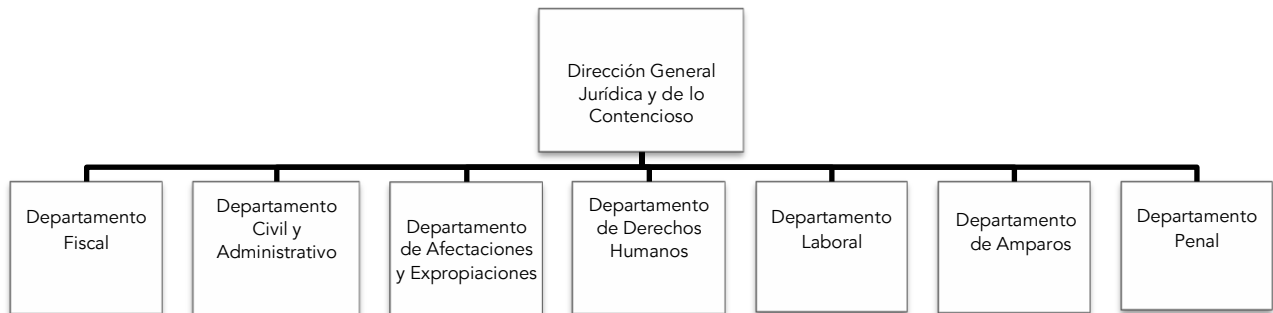 Dirección General
Jurídica y de lo
Contencioso
Departamento
Fiscal
Departamento
Civil y
Administrativo
Departamento
de Afectaciones
y Expropiaciones
Departamento
de Derechos
Humanos
Departamento
Laboral
Departamento
de Amparos
Departamento
Penal